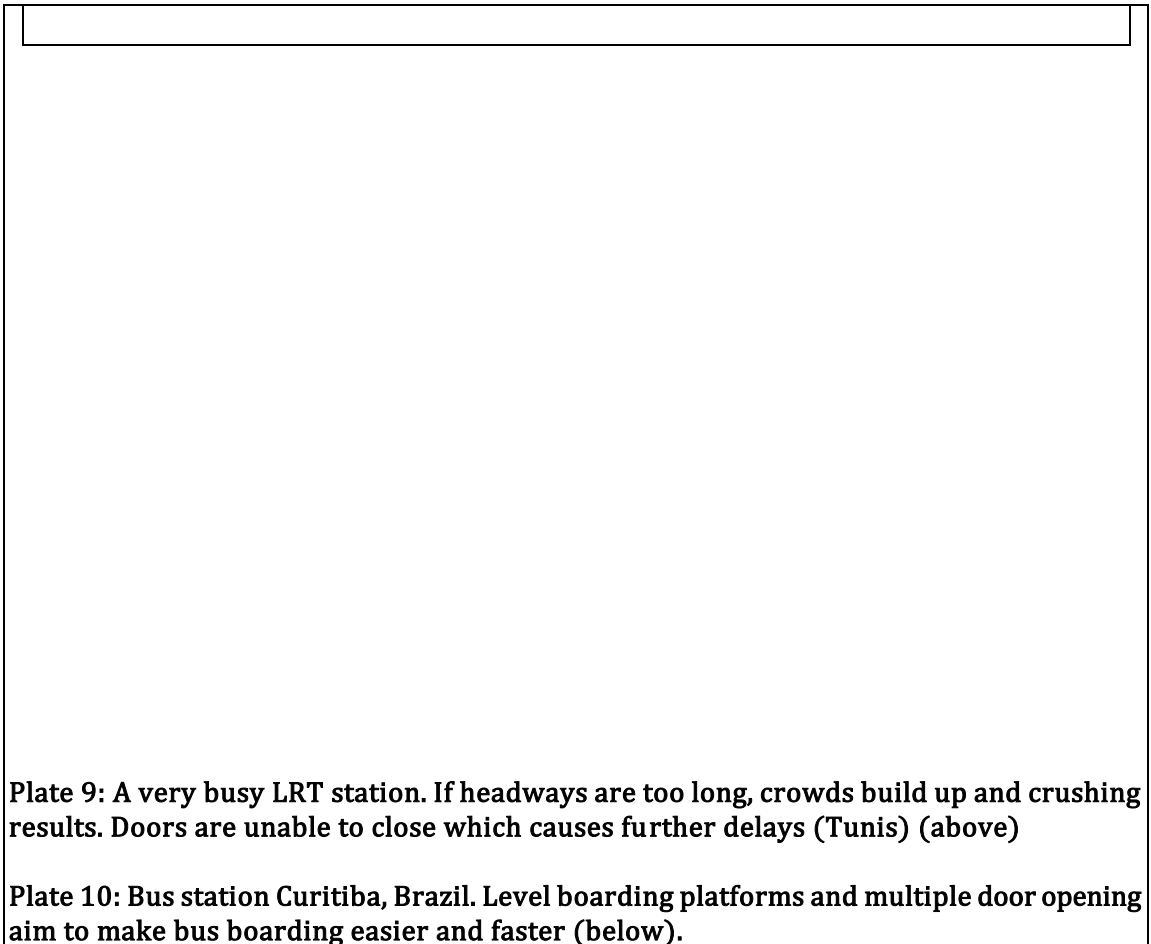 Plate 9: A very busy LRT station. If headways are too long, crowds build up and crushing
results. Doors are unable to close which causes further delays (Tunis) (above)
Plate 10: Bus station Curitiba, Brazil. Level boarding platforms and multiple door opening
aim to make bus boarding easier and faster (below).